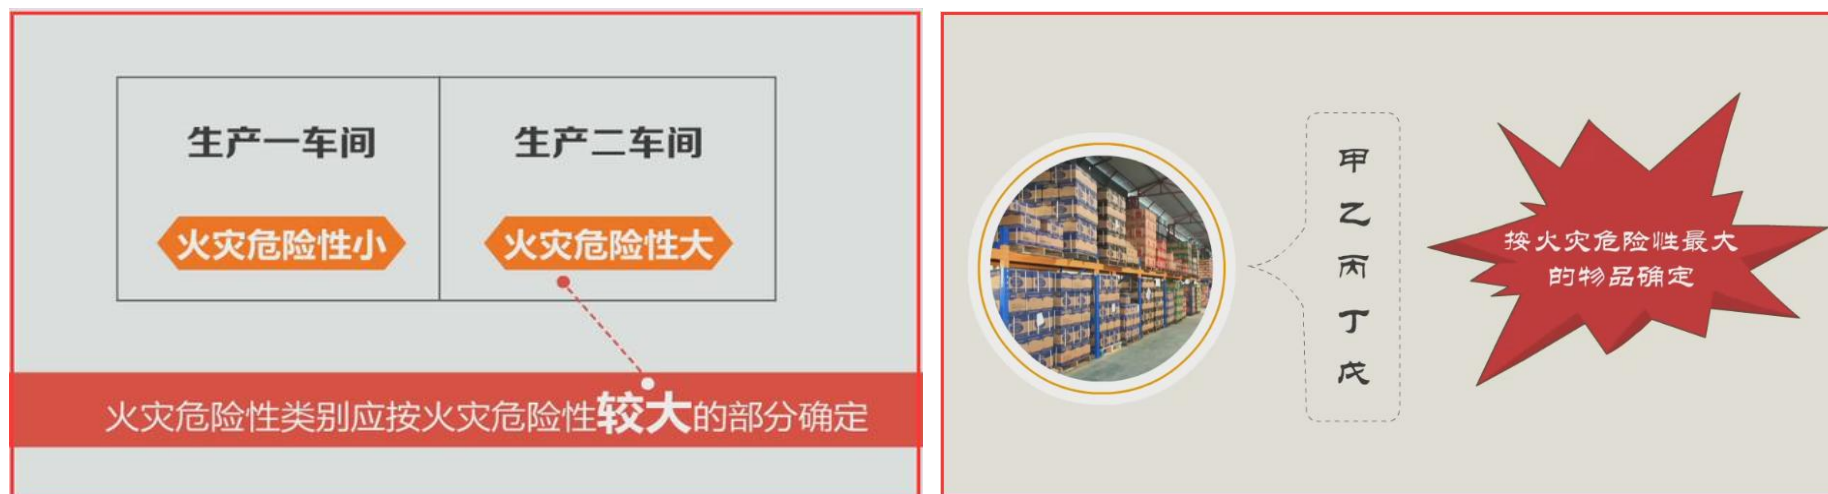 生产一车间
生产二车间
火灾危险性小
火灾危险性大
火灾危险性类别应按火灾危险性较大的部分确定
甲
乙
丙
丁
戊
按火灾危险性最大
的物品确定